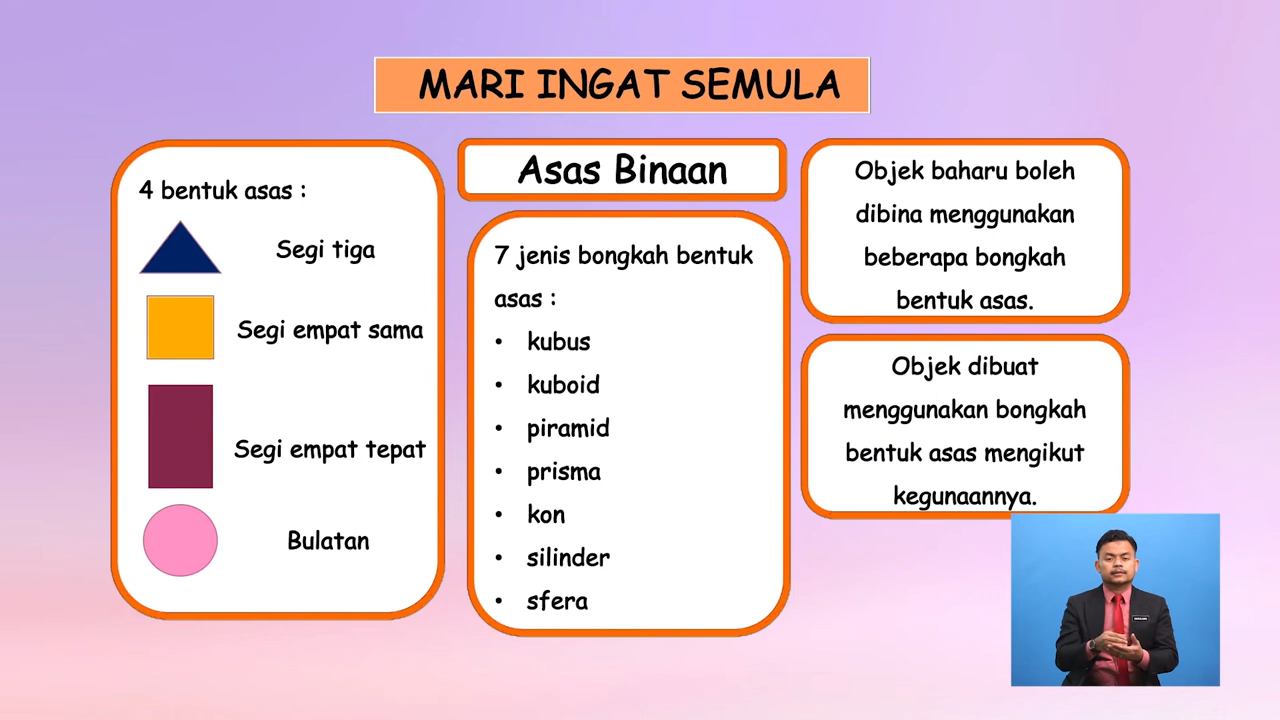 MARI INGAT SEMULA
4 bentuk asas :
Segi tiga
Segi empat sama
Segi empat tepat
Bulatan
Asas Binaan
7 jenis bongkah bentuk
asas :
• kubus
• kuboid
• piramid
• prisma
• kon
• silinder
• sfera
Objek baharu boleh
dibina menggunakan
beberapa bongkah
bentuk asas.
Objek dibuat
menggunakan bongkah
bentuk asas mengikut
kegunaannya.